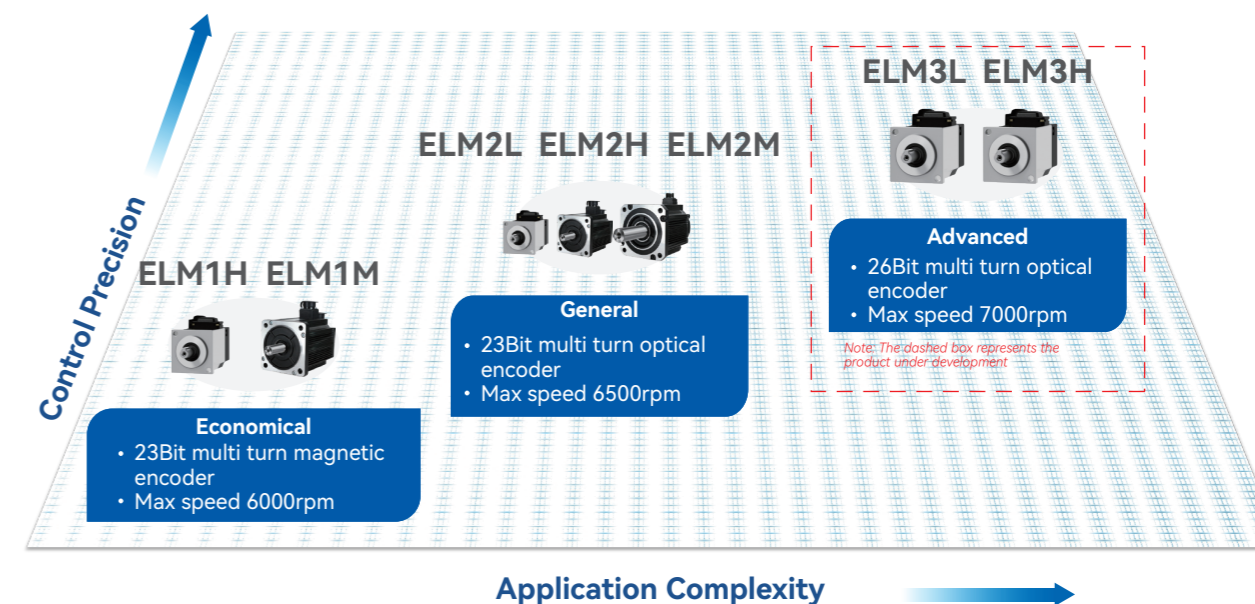 ELM3L ELM3H
ELM2L ELM2H ELM2M
Advanced
• 26Bit multi turn optical
encoder
• Max speed 7000rpm
Note: The dashed box represents the
product under development
Control Precision
ELM1H ELM1M
General
• 23Bit multi turn optical
encoder
• Max speed 6500rpm
Economical
• 23Bit multi turn magnetic
encoder
• Max speed 6000rpm
Application Complexity